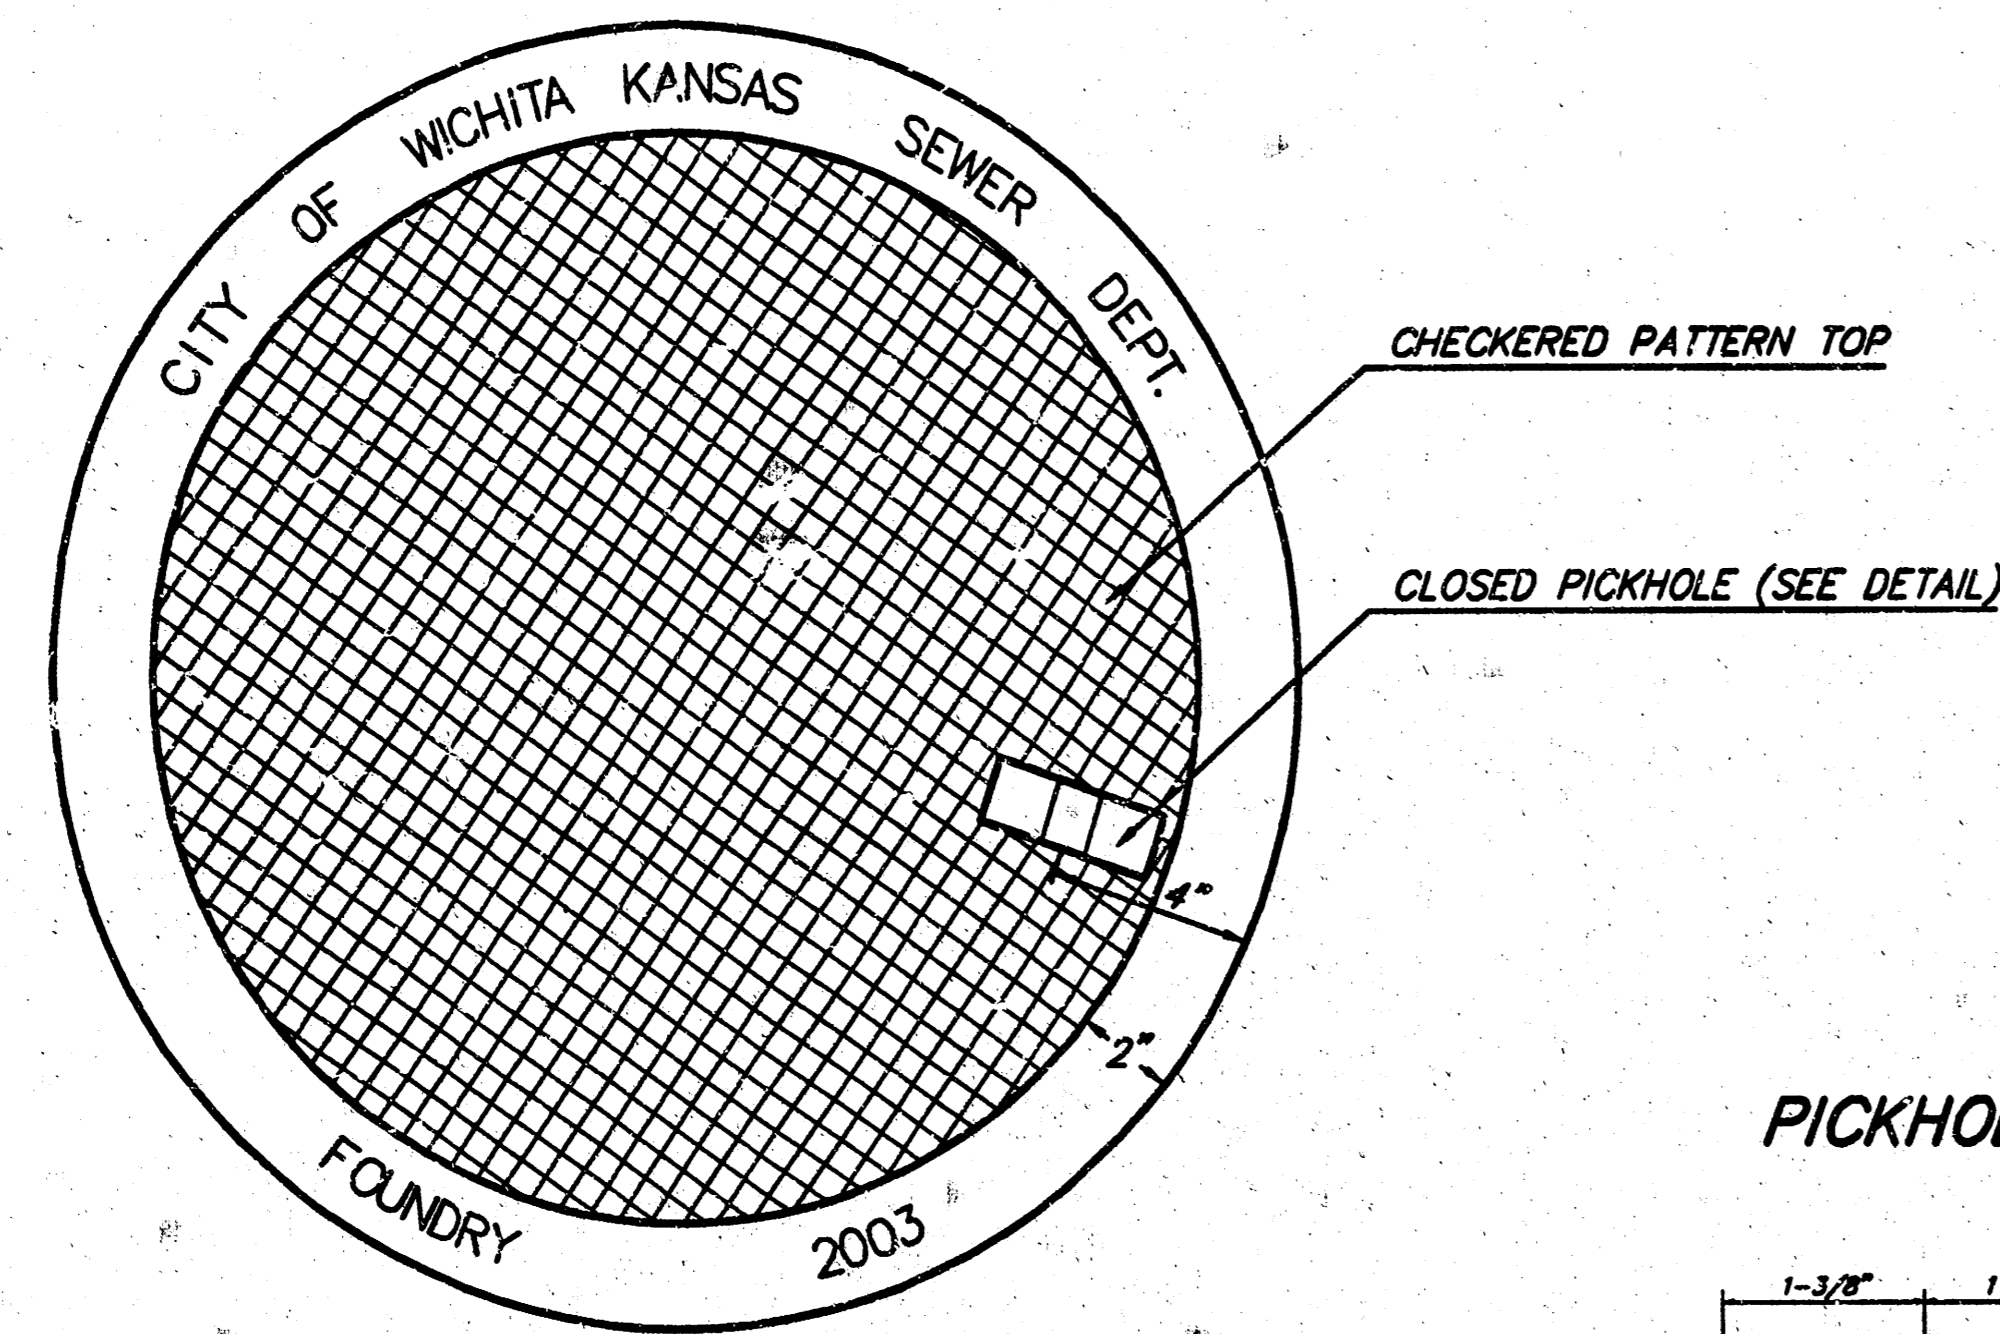 CITY OF WICHITA KANSAS SEWER DEPT.
CHECKERED PATTERN TOP
CLOSED PICKHOLE (SEE DETAIL)
4"
2"
FOUNDRY 2003
1-3/8"